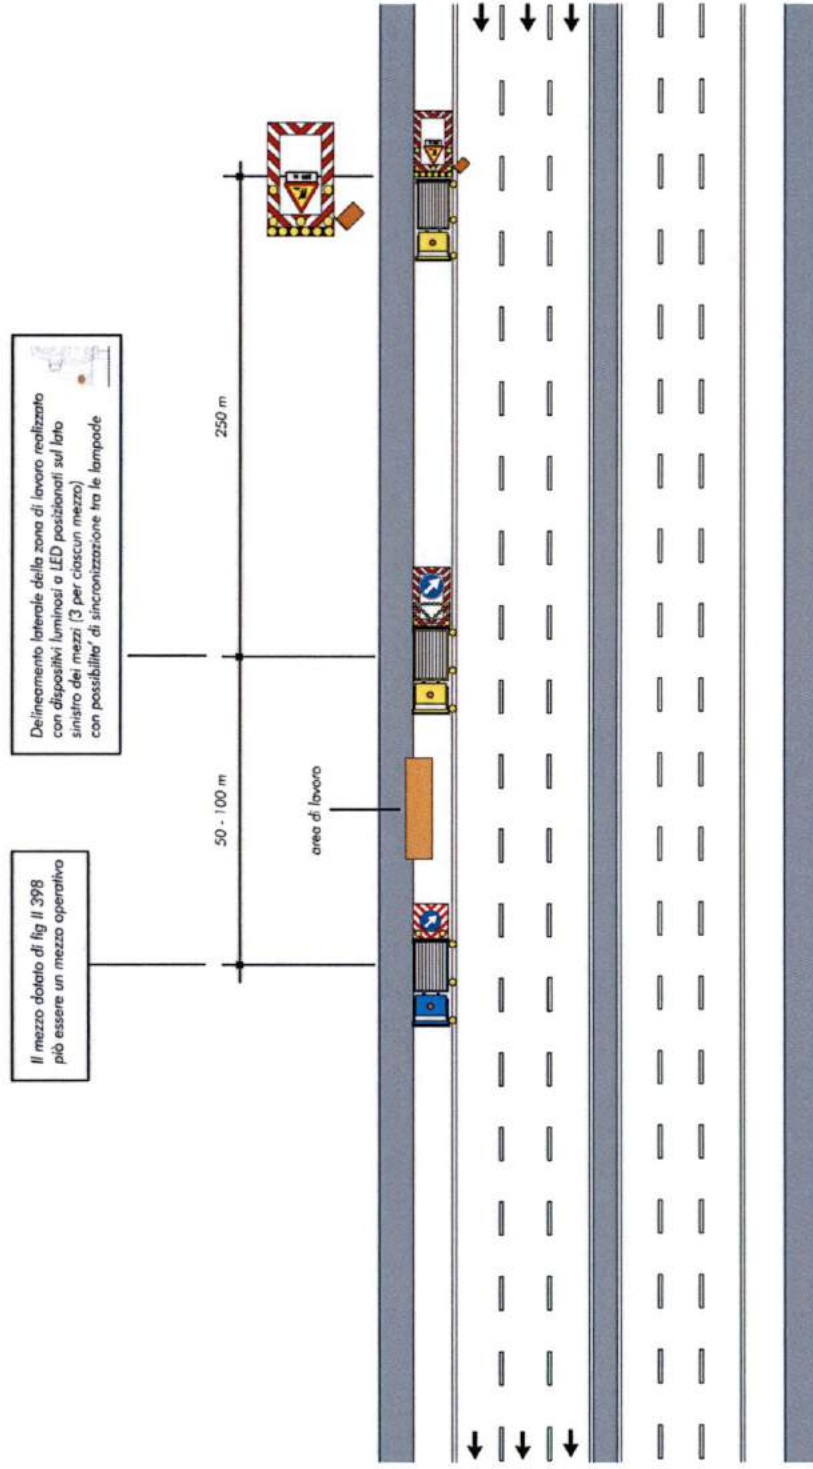 Il mezzo dotato di fig II 398
piò essere un mezzo operativo
Delineamento laterale della zona di lavoro realizzato
con dispositivi luminosi a LED posizionati sul lato
sinistro dei mezzi (3 per ciascun mezzo)
con possibilita' di sincronizzazione tra le lampade
50 - 100 m
250 m
area di lavoro